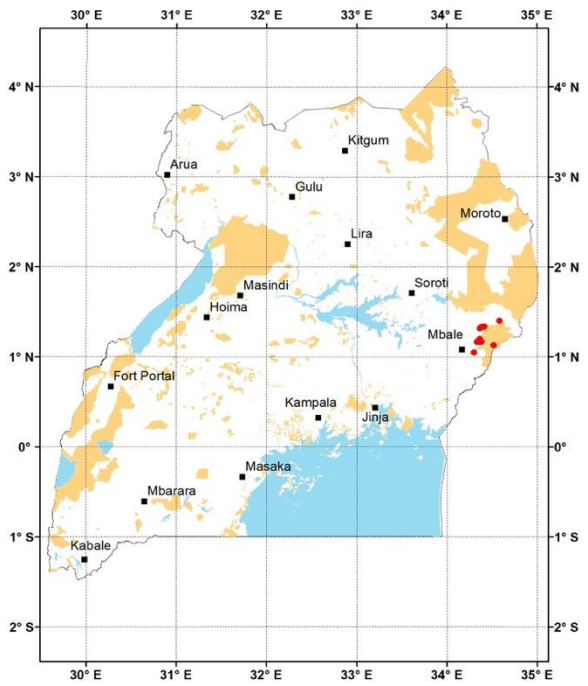 30° E 31° E 32° E 33° E 34° E 35° E
4° N 4° N
Kitgum
Arua
3° N 3° N
Gulu
Moroto
Lira
2° N 2° N
Masindi
Soroti
Hoima
Mbale
1° N 1° N
Fort Portal
Kampala
Jinja
0° 0°
Masaka
Mbarara
1° S 1° S
Kabale
2° S 2° S
30° E 31° E 32° E 33° E 34° E 35° E